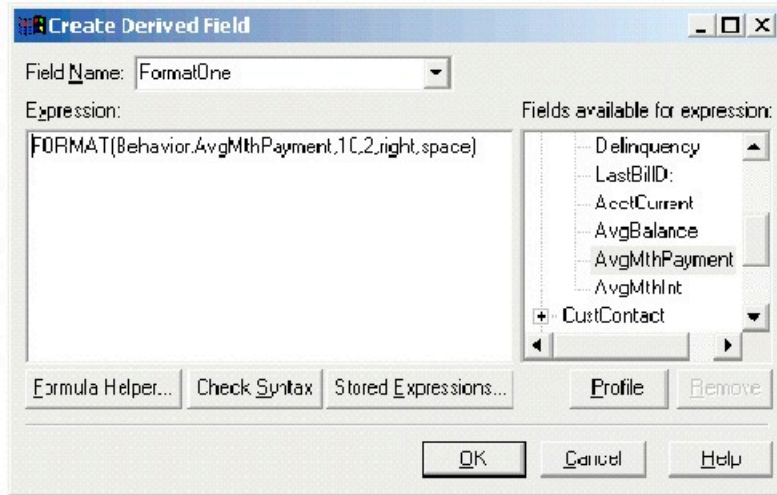 Create Derived Field
Field Name: FormatOne
Expression:
Fields available for expression:
FORMAT(Behavior.AvgMthPayment,10,2,right,space)
Delinquency
LastBillD:
AcctCurrent
AvgBalance
AvgMthPayment
AvgMthInt
CustContact
Formula Helper...
Check Syntax
Stored Expressions...
Profile
Remove
OK
Cancel
Help